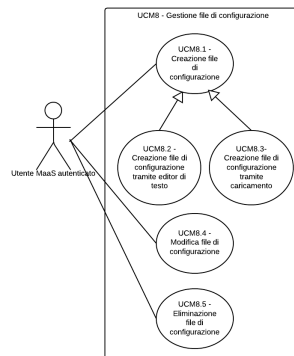 UCM8 - Gestione file di configurazione
UCM8.1 -
Creazione file
di
configurazione
UCM8.2 -
Creazione file di
configurazione
tramite editor di
testo
UCM8.3-
Creazione file di
configurazione
tramite
caricamento
Utente MaaS autenticato
UCM8.4 -
Modifica file di
configurazione
UCM8.5 -
Eliminazione
file di
configurazione